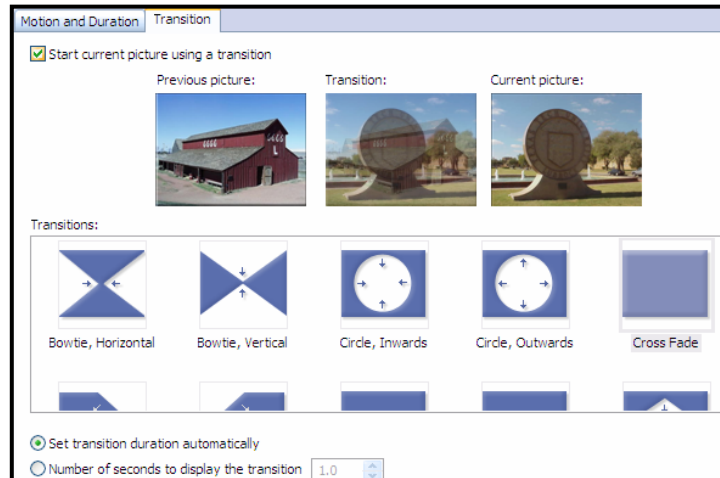 Motion and Duration Transition
Start current picture using a transition
Previous picture: Transition: Current picture:
6666
L
Transitions:
Bowtie, Horizontal Bowtie, Vertical Circle, Inwards Circle, Outwards Cross Fade
Set transition duration automatically
Number of seconds to display the transition 1.0